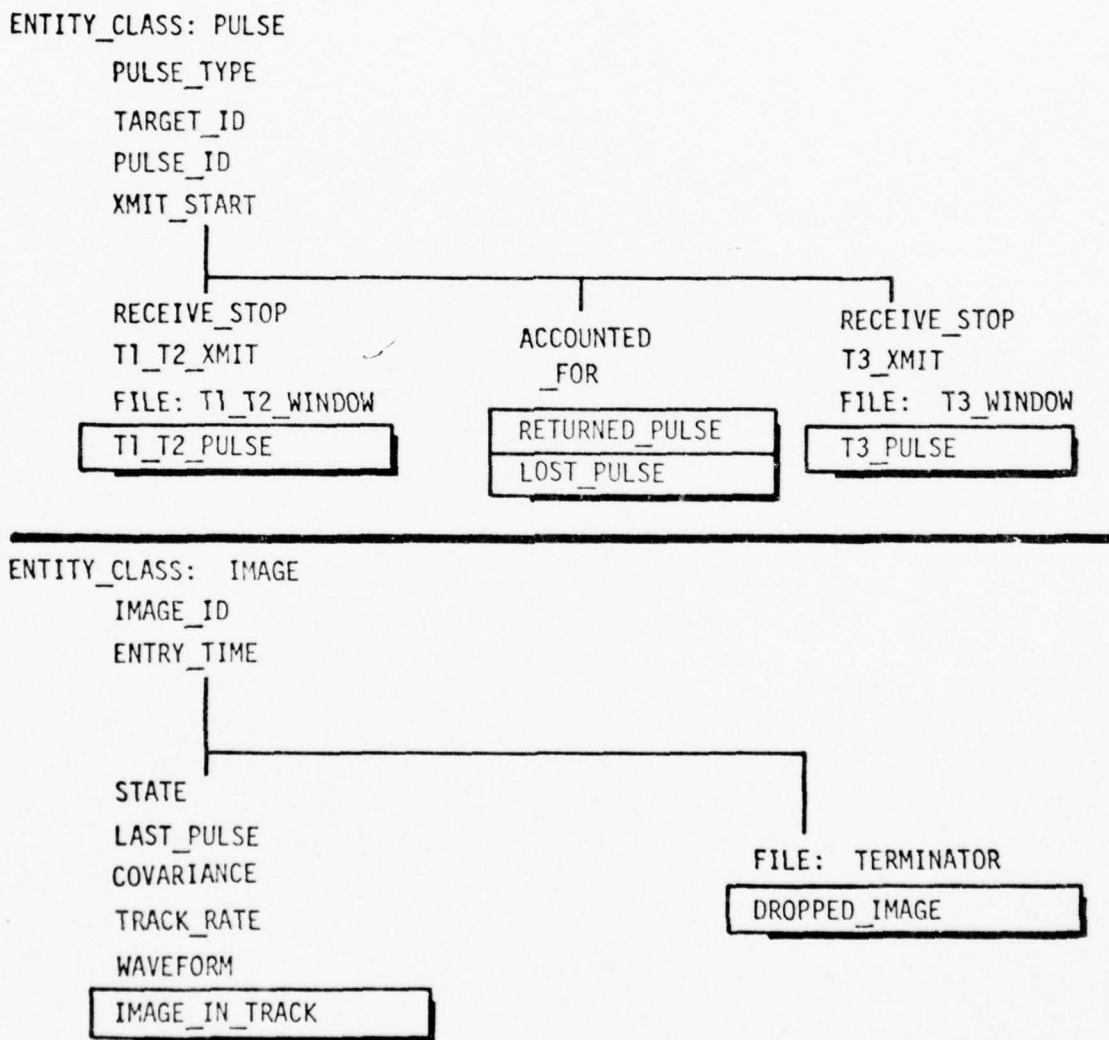 ENTITY_CLASS: PULSE
PULSE_TYPE
TARGET_ID
PULSE_ID
XMIT_START
RECEIVE_STOP
T1_T2_XMIT
FILE: T1_T2_WINDOW
T1_T2_PULSE
ACCOUNTED
_FOR
RETURNED_PULSE
LOST_PULSE
RECEIVE_STOP
T3_XMIT
FILE: T3_WINDOW
T3_PULSE
ENTITY_CLASS: IMAGE
IMAGE_ID
ENTRY_TIME
STATE
LAST_PULSE
COVARIANCE
TRACK_RATE
WAVEFORM
IMAGE_IN_TRACK
FILE: TERMINATOR
DROPPED_IMAGE